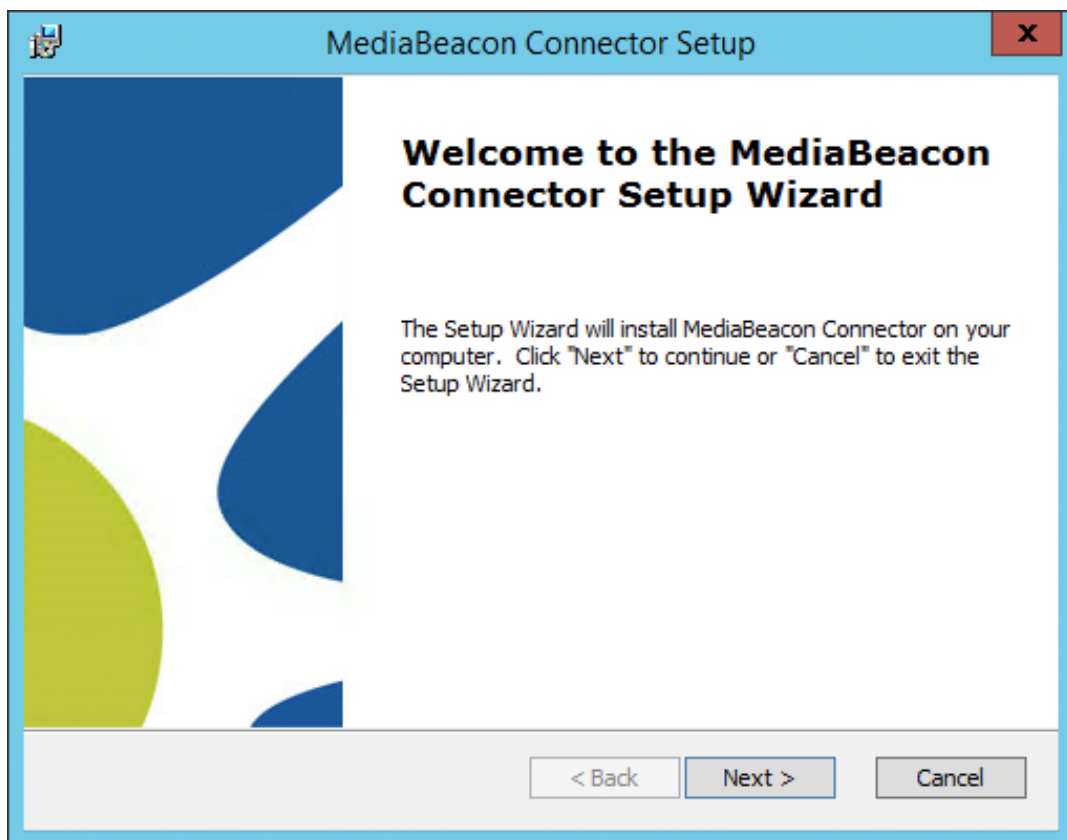 MediaBeacon Connector Setup
x
Welcome to the MediaBeacon
Connector Setup Wizard
The Setup Wizard will install MediaBeacon Connector on your
computer. Click "Next" to continue or "Cancel" to exit the
Setup Wizard.
< Back
Next >
Cancel